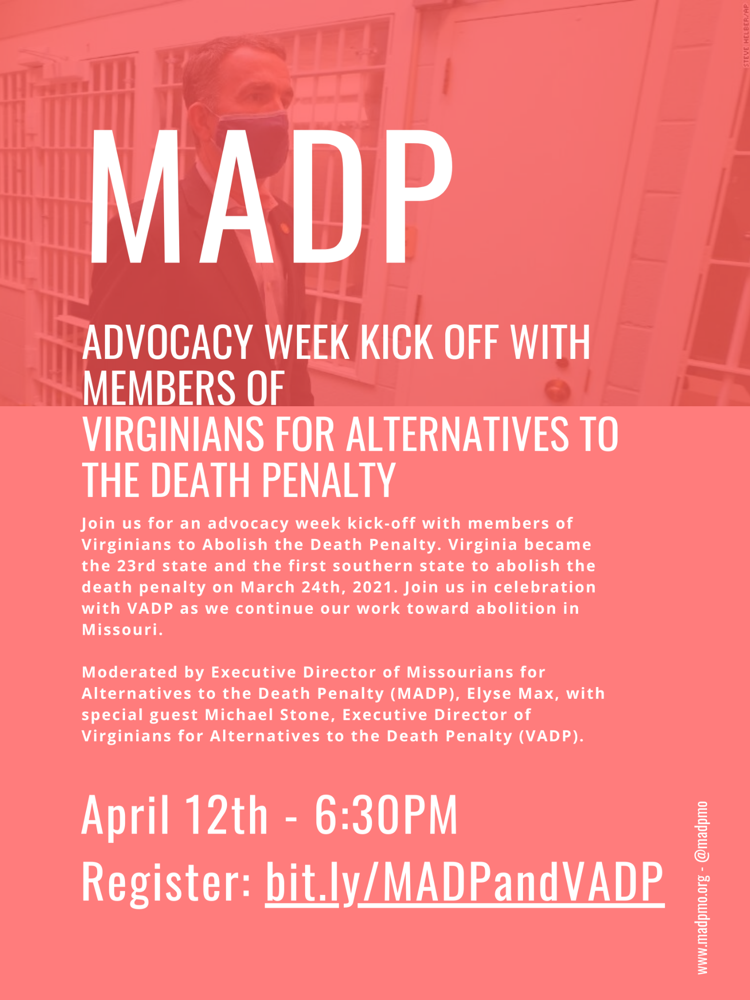 STEVE HELBER/AP
MADP
ADVOCACY WEEK KICK OFF WITH
MEMBERS OF
VIRGINIANS FOR ALTERNATIVES TO
THE DEATH PENALTY
Join us for an advocacy week kick-off with members of
Virginians to Abolish the Death Penalty. Virginia became
the 23rd state and the first southern state to abolish the
death penalty on March 24th, 2021. Join us in celebration
with VADP as we continue our work toward abolition in
Missouri.
Moderated by Executive Director of Missourians for
Alternatives to the Death Penalty (MADP), Elyse Max, with
special guest Michael Stone, Executive Director of
Virginians for Alternatives to the Death Penalty (VADP).
April 12th - 6:30PM
Register: bit.ly/MADPandVADP
www.madpmo.org - @madpmo